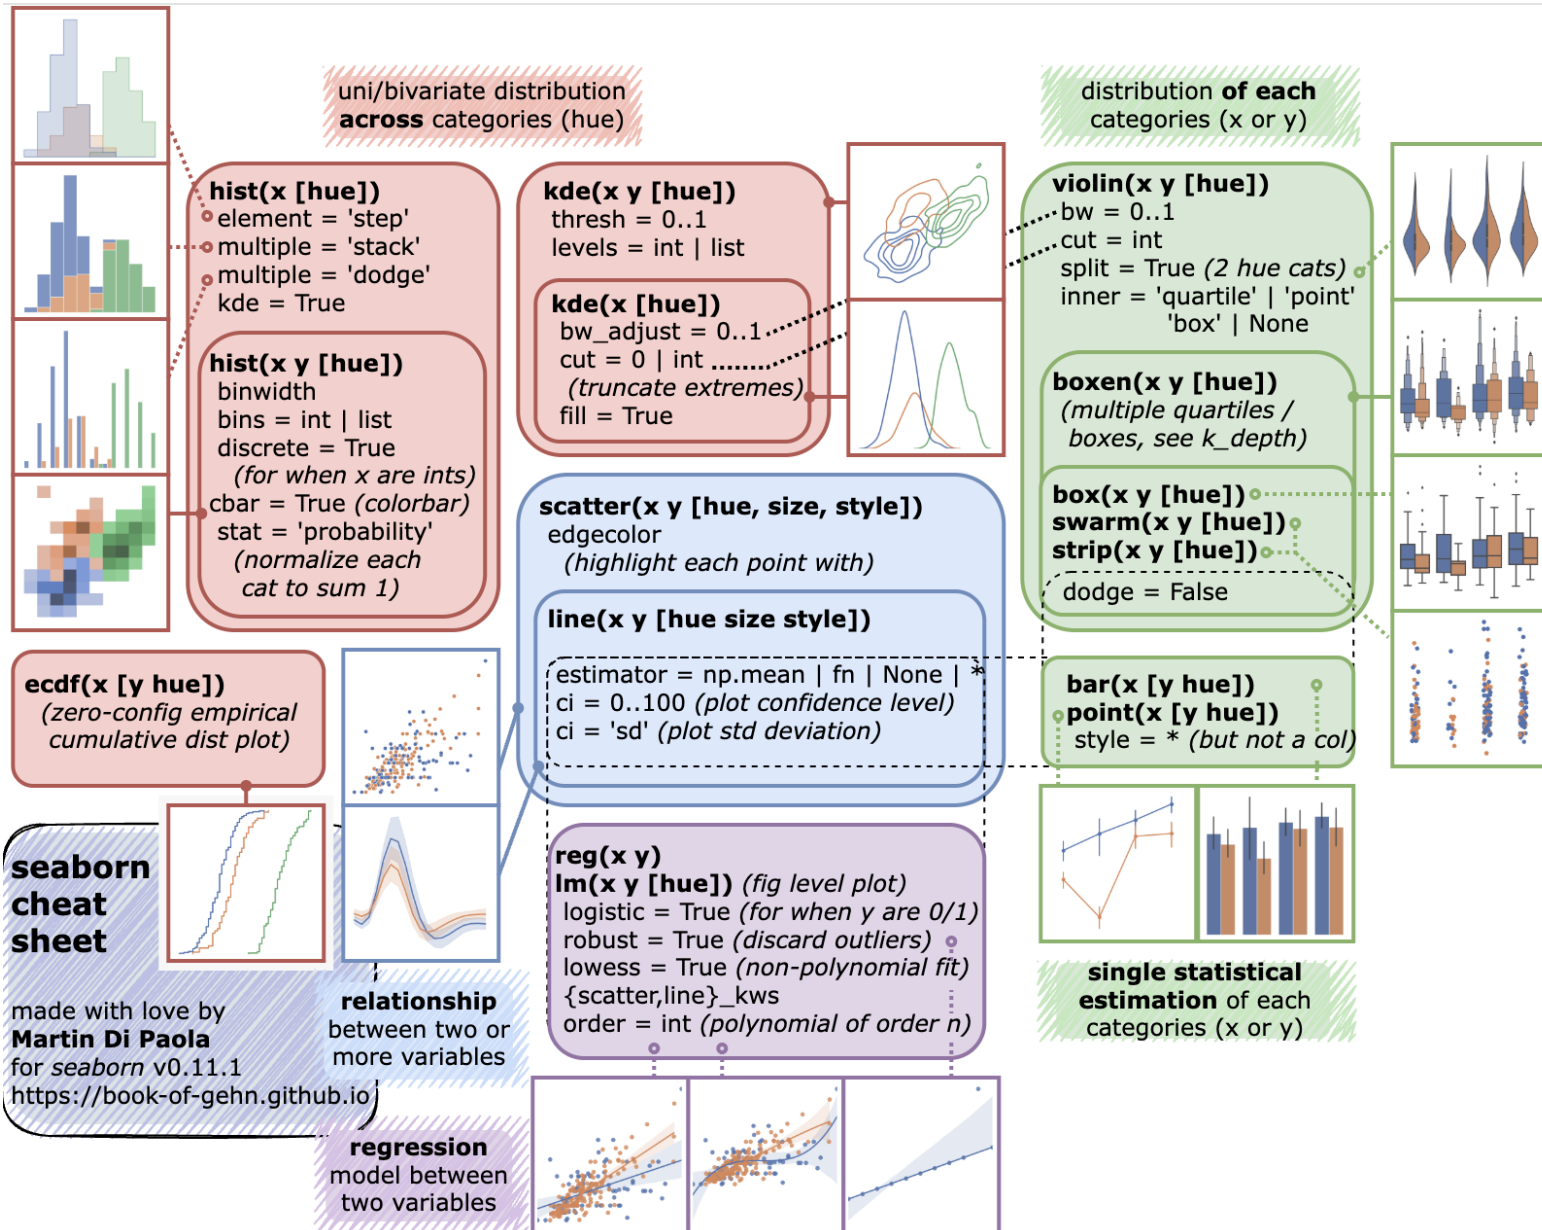 uni/bivariate distribution
across categories (hue)
distribution of each
categories (x or y)
hist(x [hue])
element = 'step'
multiple = 'stack'
multiple = 'dodge'
kde = True
hist(x y [hue])
binwidth
bins = int | list
discrete = True
(for when x are ints)
cbar = True (colorbar)
stat = 'probability'
(normalize each
cat to sum 1)
kde(x y [hue])
thresh = 0..1
levels = int | list
kde(x [hue])
bw_adjust = 0..1
cut = 0 | int
(truncate extremes)
fill = True
violin(x y [hue])
bw = 0..1
cut = int
split = True (2 hue cats)
inner = 'quartile' | 'point'
'box' | None
boxen(x y [hue])
(multiple quartiles /
boxes, see k_depth)
box(x y [hue])
swarm(x y [hue])
strip(x y [hue])
dodge = False
scatter(x y [hue, size, style])
edgecolor
(highlight each point with)
line(x y [hue size style])
estimator = np.mean | fn | None | *
ci = 0..100 (plot confidence level)
ci = 'sd' (plot std deviation)
ecdf(x [y hue])
(zero-config empirical
cumulative dist plot)
bar(x [y hue])
point(x [y hue])
style = * (but not a col)
reg(x y)
lm(x y [hue]) (fig level plot)
logistic = True (for when y are 0/1)
robust = True (discard outliers)
lowess = True (non-polynomial fit)
{scatter,line}_kws
order = int (polynomial of order n)
single statistical
estimation of each
categories (x or y)
seaborn
cheat
sheet
made with love by
Martin Di Paola
for seaborn v0.11.1
https://book-of-gehn.github.io
relationship
between two or
more variables
regression
model between
two variables